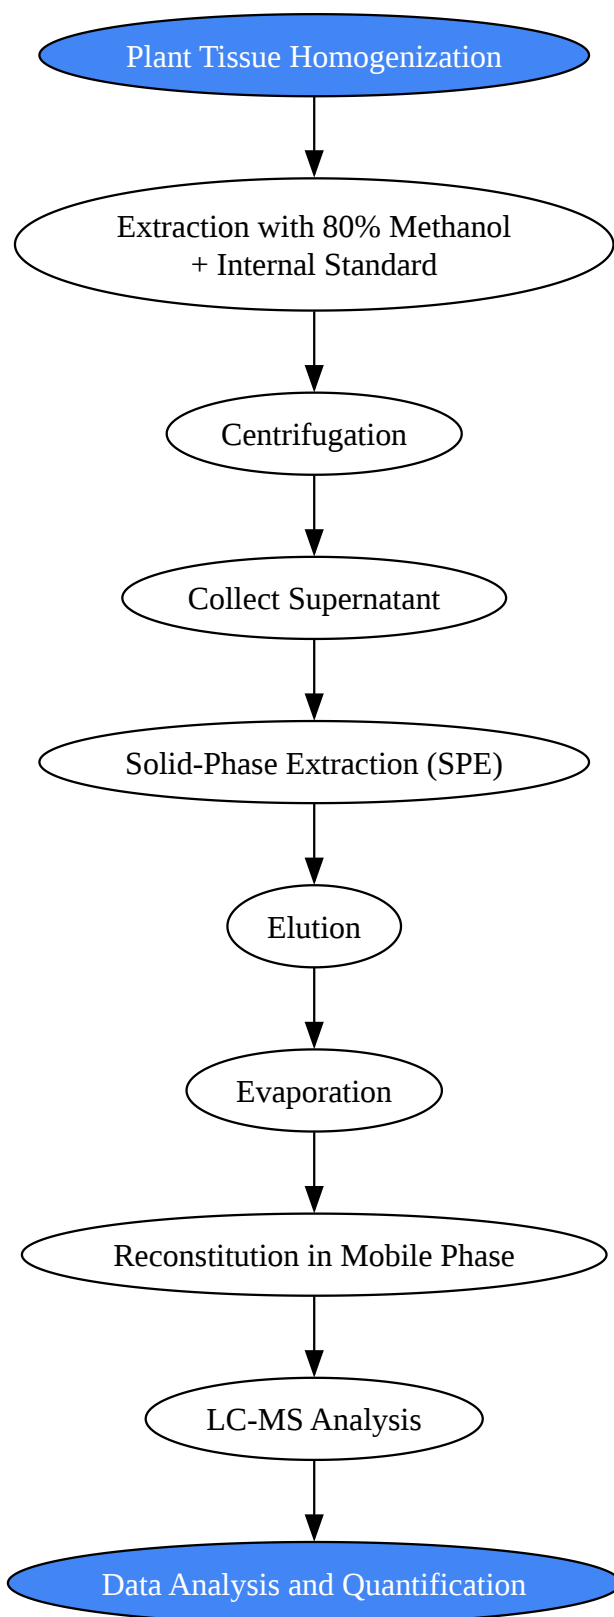 Plant Tissue Homogenization
Extraction with 80% Methanol
+ Internal Standard
Centrifugation
Collect Supernatant
Solid-Phase Extraction (SPE)
Elution
Evaporation
Reconstitution in Mobile Phase
LC-MS Analysis
Data Analysis and Quantification